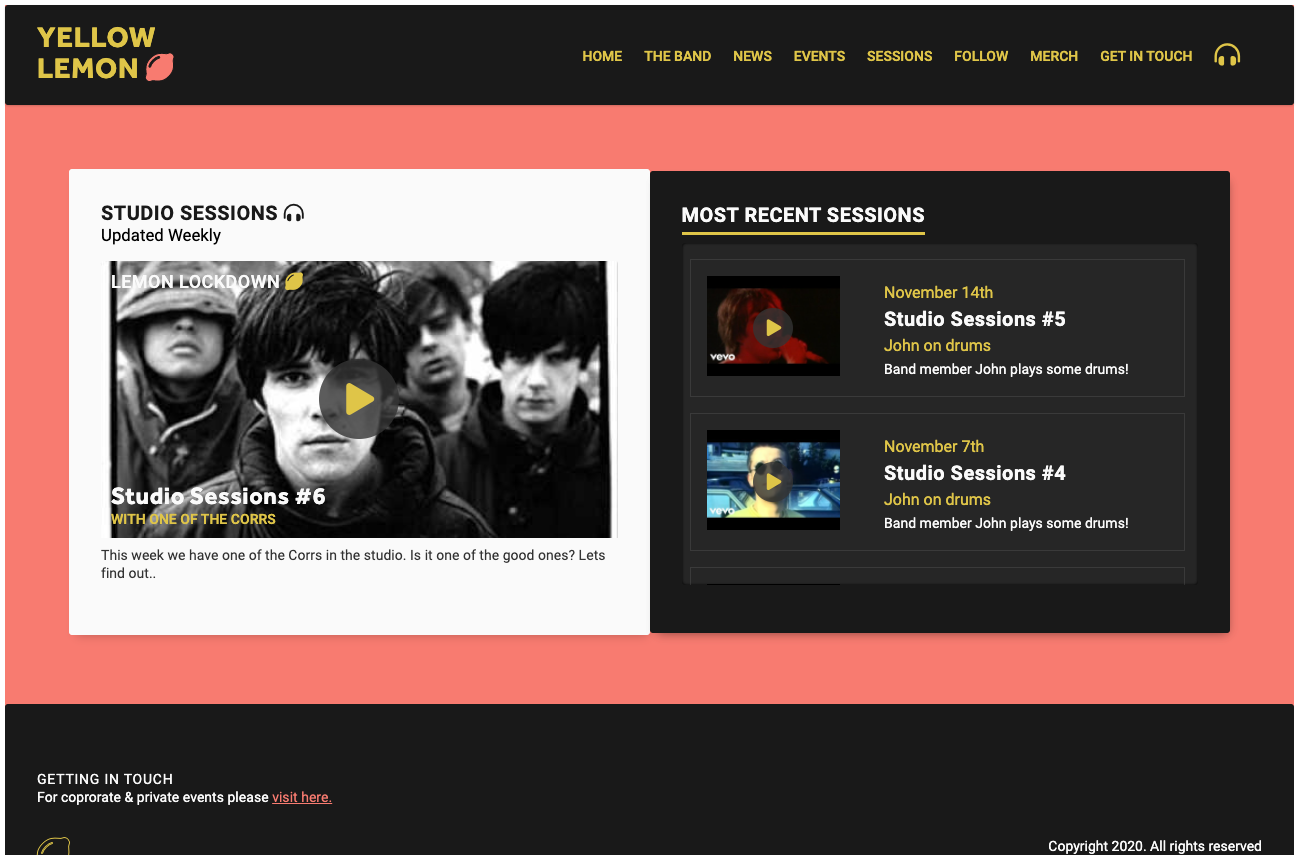 YELLOW
LEMON
HOME THE BAND NEWS EVENTS SESSIONS FOLLOW MERCH GET IN TOUCH
STUDIO SESSIONS
Updated Weekly
LEMON LOCKDOWN
Studio Sessions #6
WITH ONE OF THE CORRS
This week we have one of the Corrs in the studio. Is it one of the good ones? Lets
find out..
MOST RECENT SESSIONS
vevo
November 14th
Studio Sessions #5
John on drums
Band member John plays some drums!
vevo
November 7th
Studio Sessions #4
John on drums
Band member John plays some drums!
GETTING IN TOUCH
For coprorate & private events please visit here.
Copyright 2020. All rights reserved